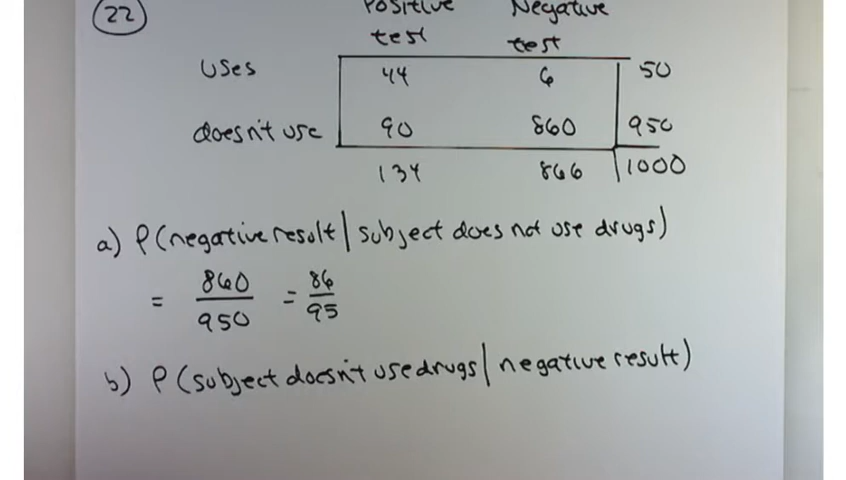 22 Positive Negative
test test
uses 44 6 50
doesn't use 90 860 950
134 866 1000
a) P(negative result | subject does not use drugs)
= 860/950 = 86/95
b) P(subject doesn't use drugs | negative result)